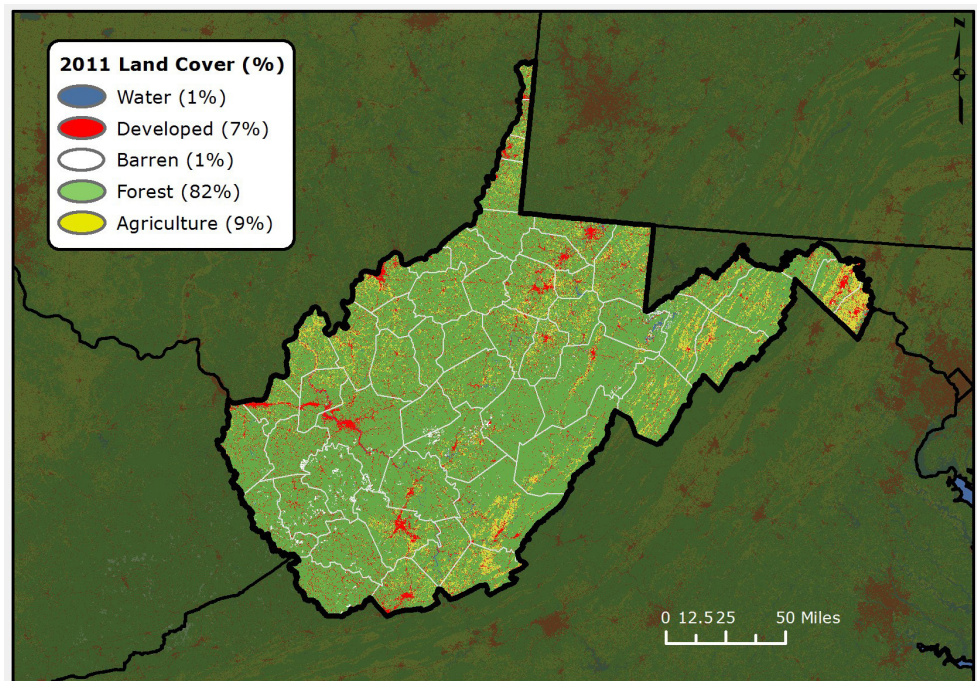 2011 Land Cover (%)
Water (1%)
Developed (7%)
Barren (1%)
Forest (82%)
Agriculture (9%)
N
0 12.5 25 50 Miles